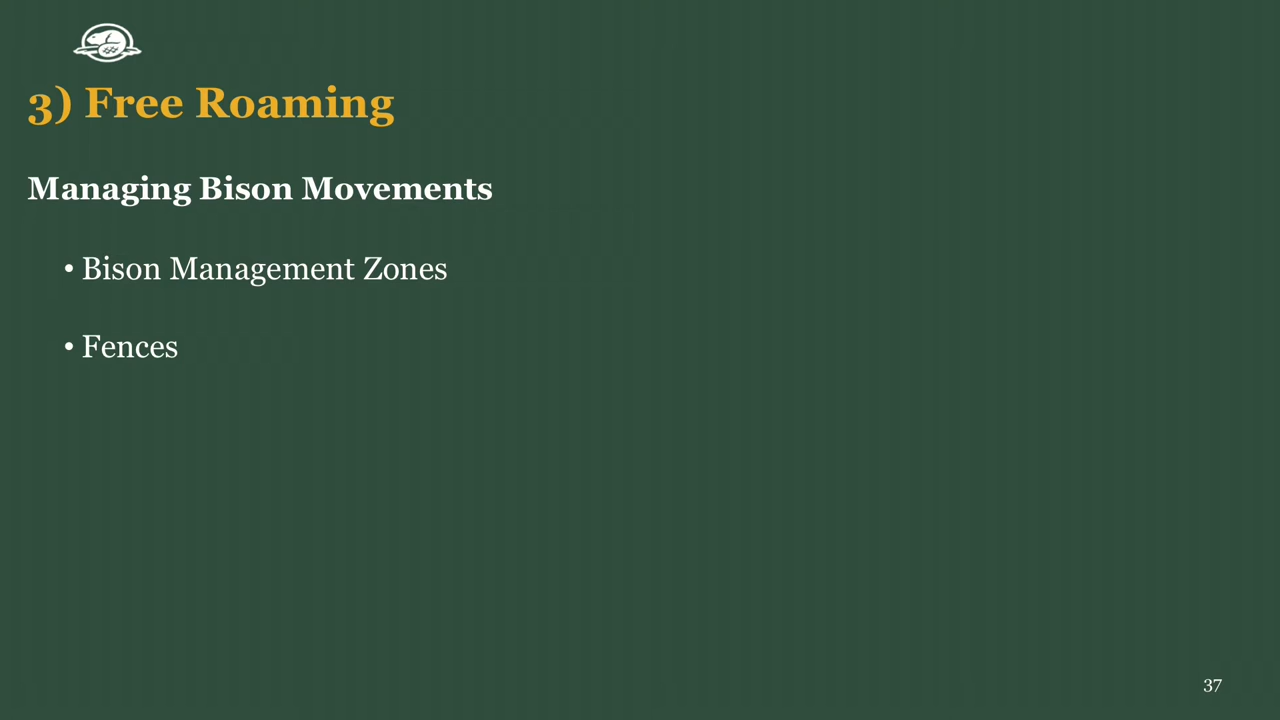 3) Free Roaming
Managing Bison Movements
• Bison Management Zones
• Fences
37